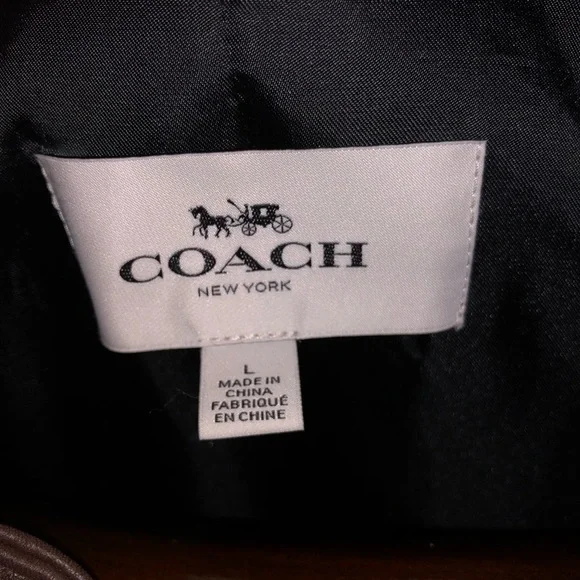 COACH
NEW YORK
L
MADE IN
CHINA
FABRIQUÉ
EN CHINE